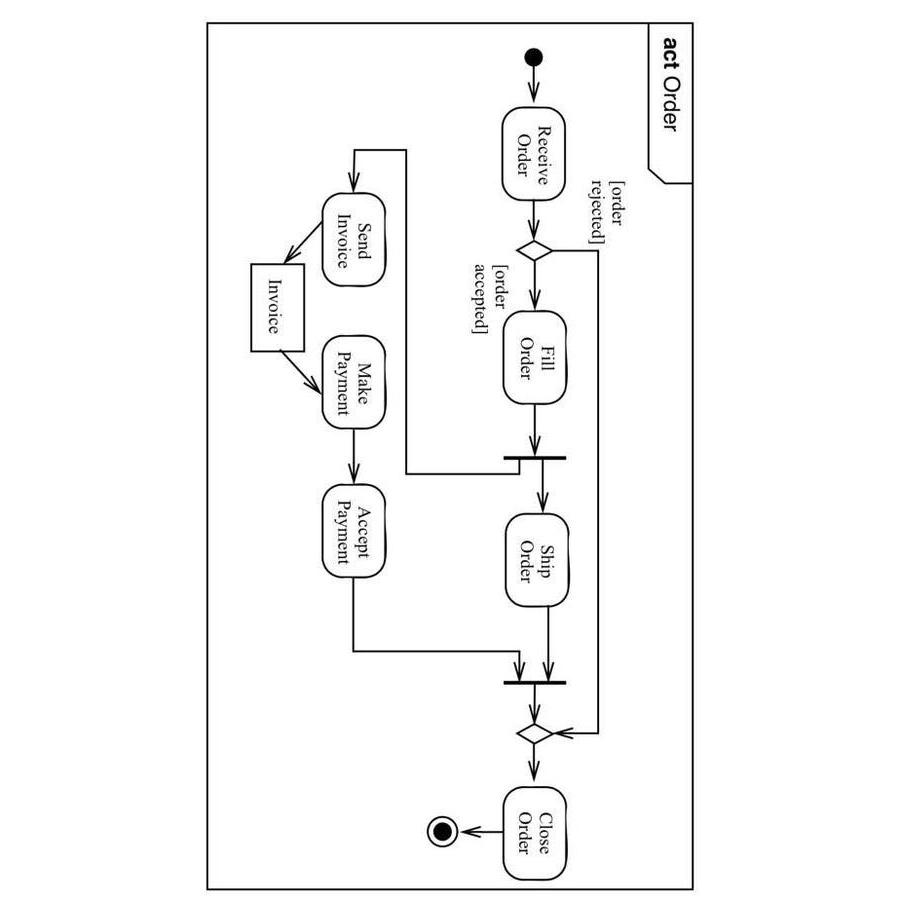 act Order
[order
rejected]
Receive
Order
[order
accepted]
Fill
Order
Ship
Order
Close
Order
Send
Invoice
Invoice
Make
Payment
Accept
Payment